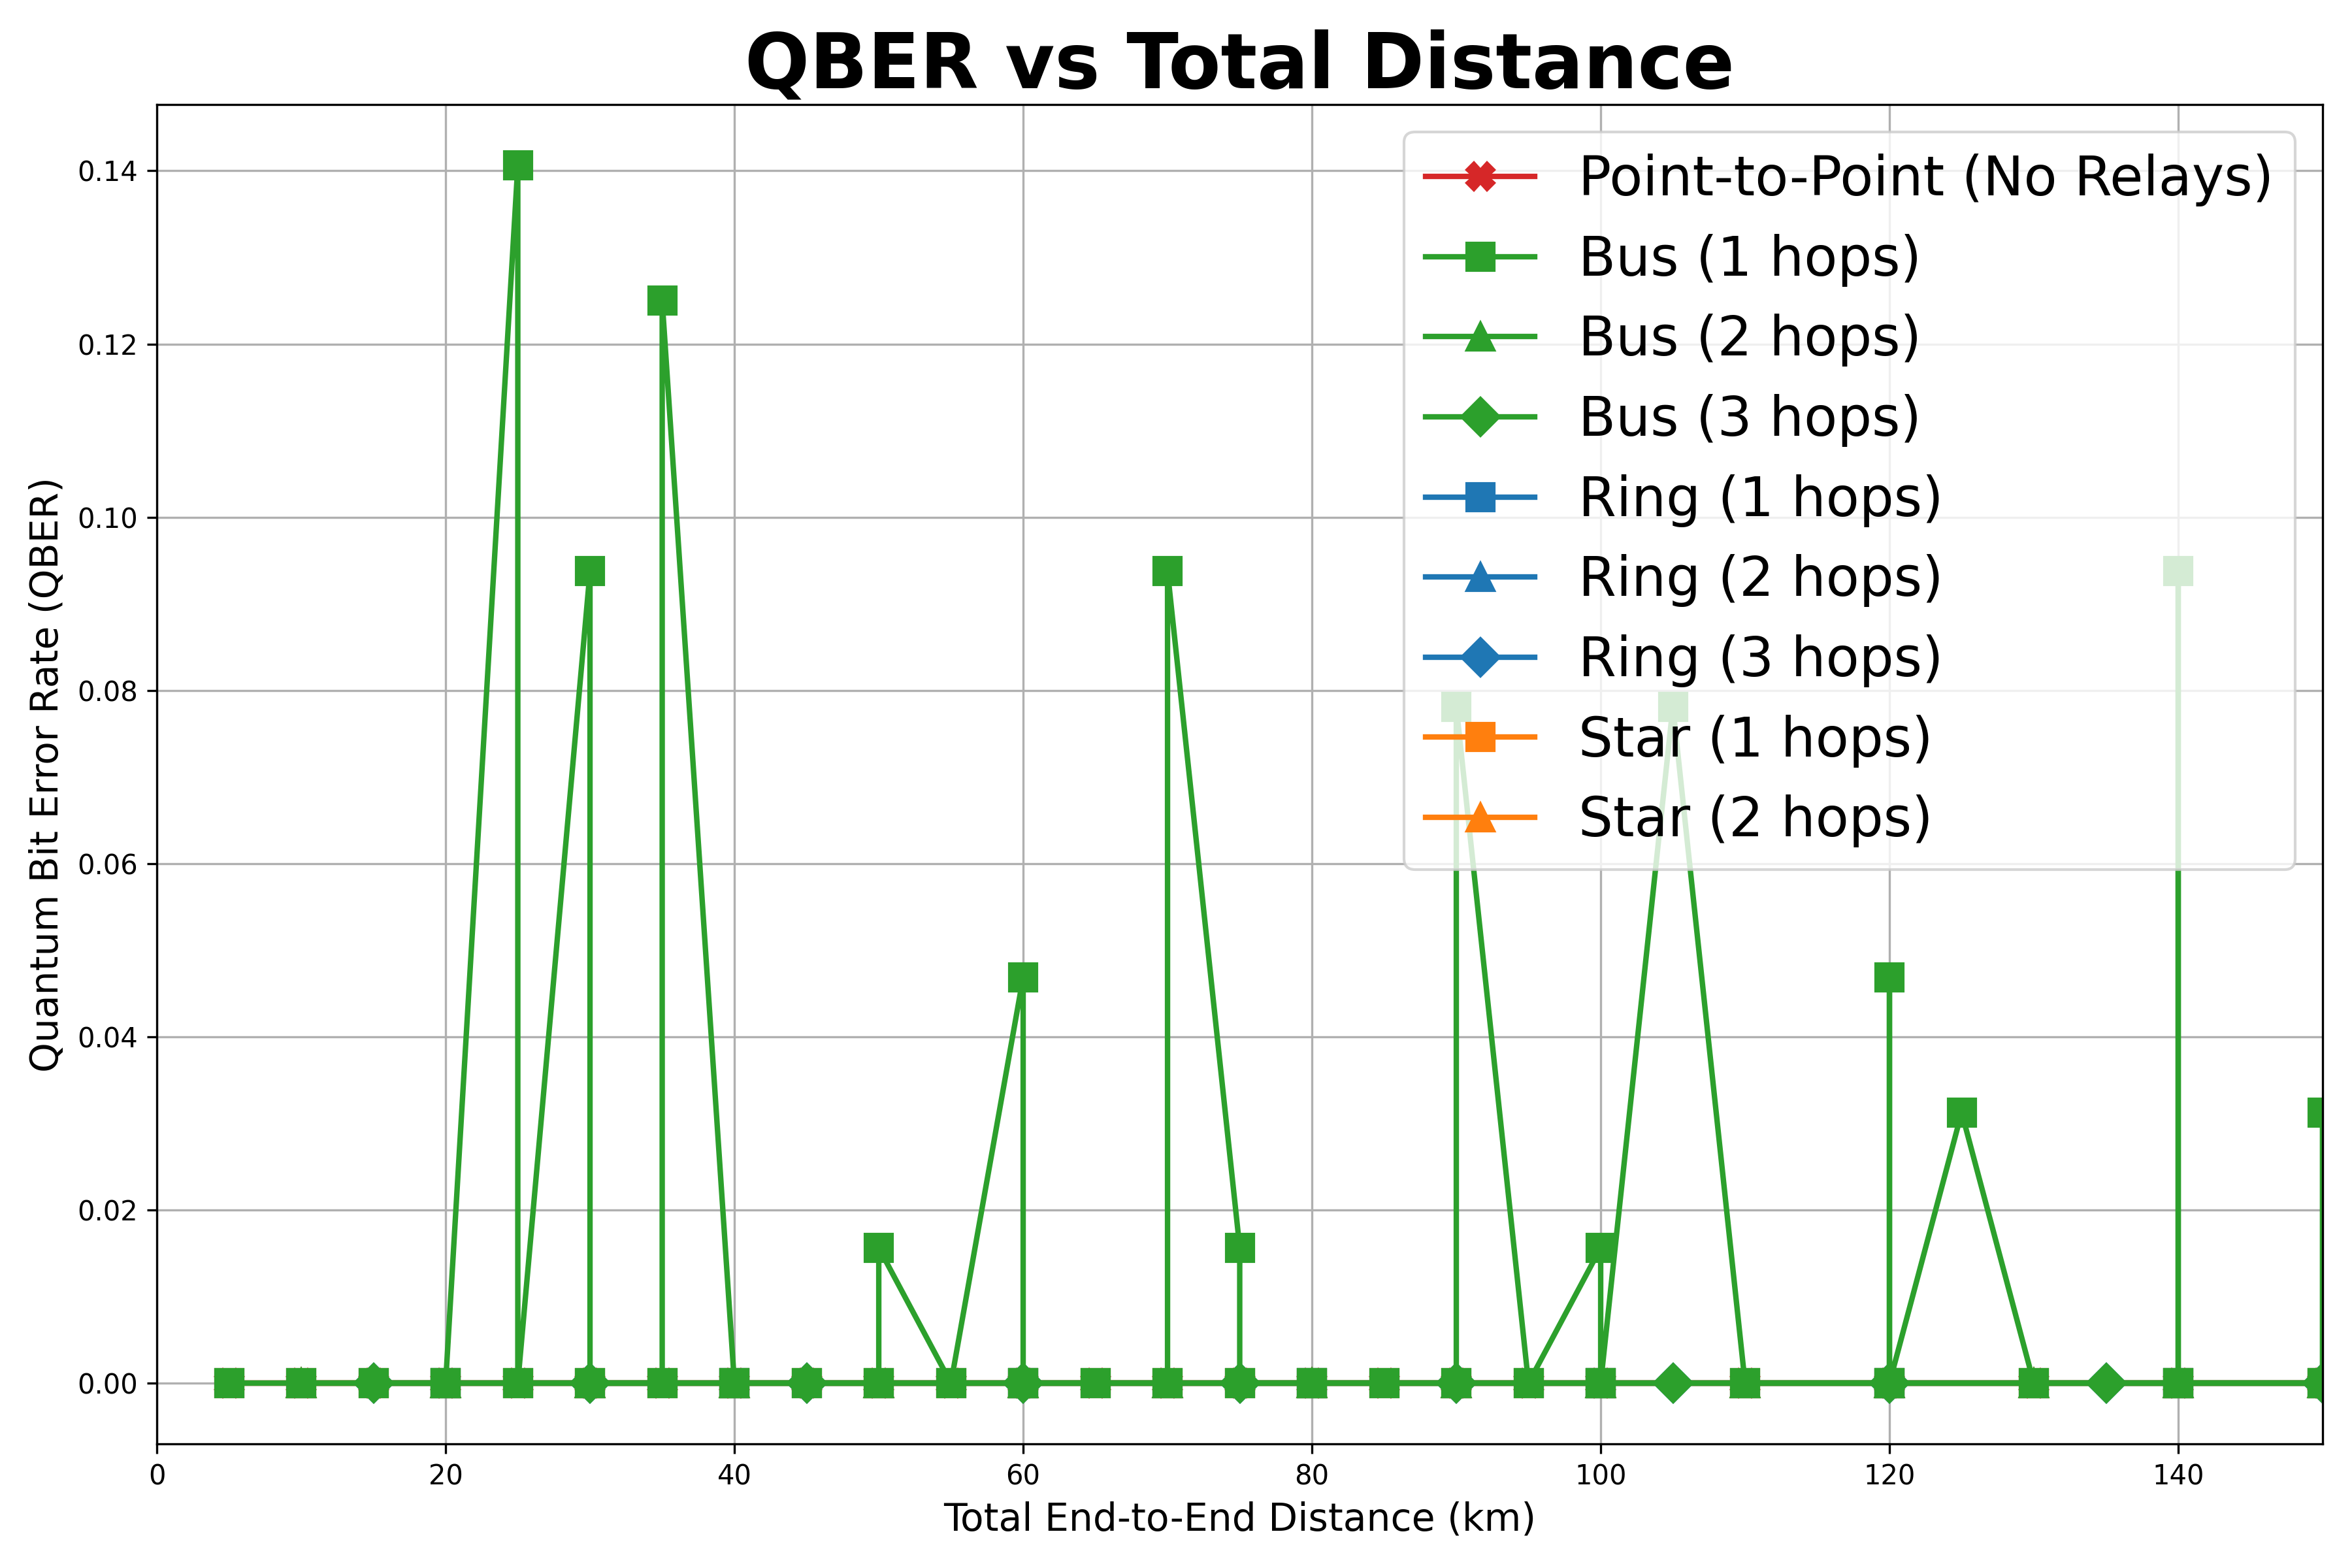 QBER vs Total Distance
Quantum Bit Error Rate (QBER)
0.14
0.12
0.10
0.08
0.06
0.04
0.02
0.00
Point-to-Point (No Relays)
Bus (1 hops)
Bus (2 hops)
Bus (3 hops)
Ring (1 hops)
Ring (2 hops)
Ring (3 hops)
Star (1 hops)
Star (2 hops)
0 20 40 60 80 100 120 140
Total End-to-End Distance (km)